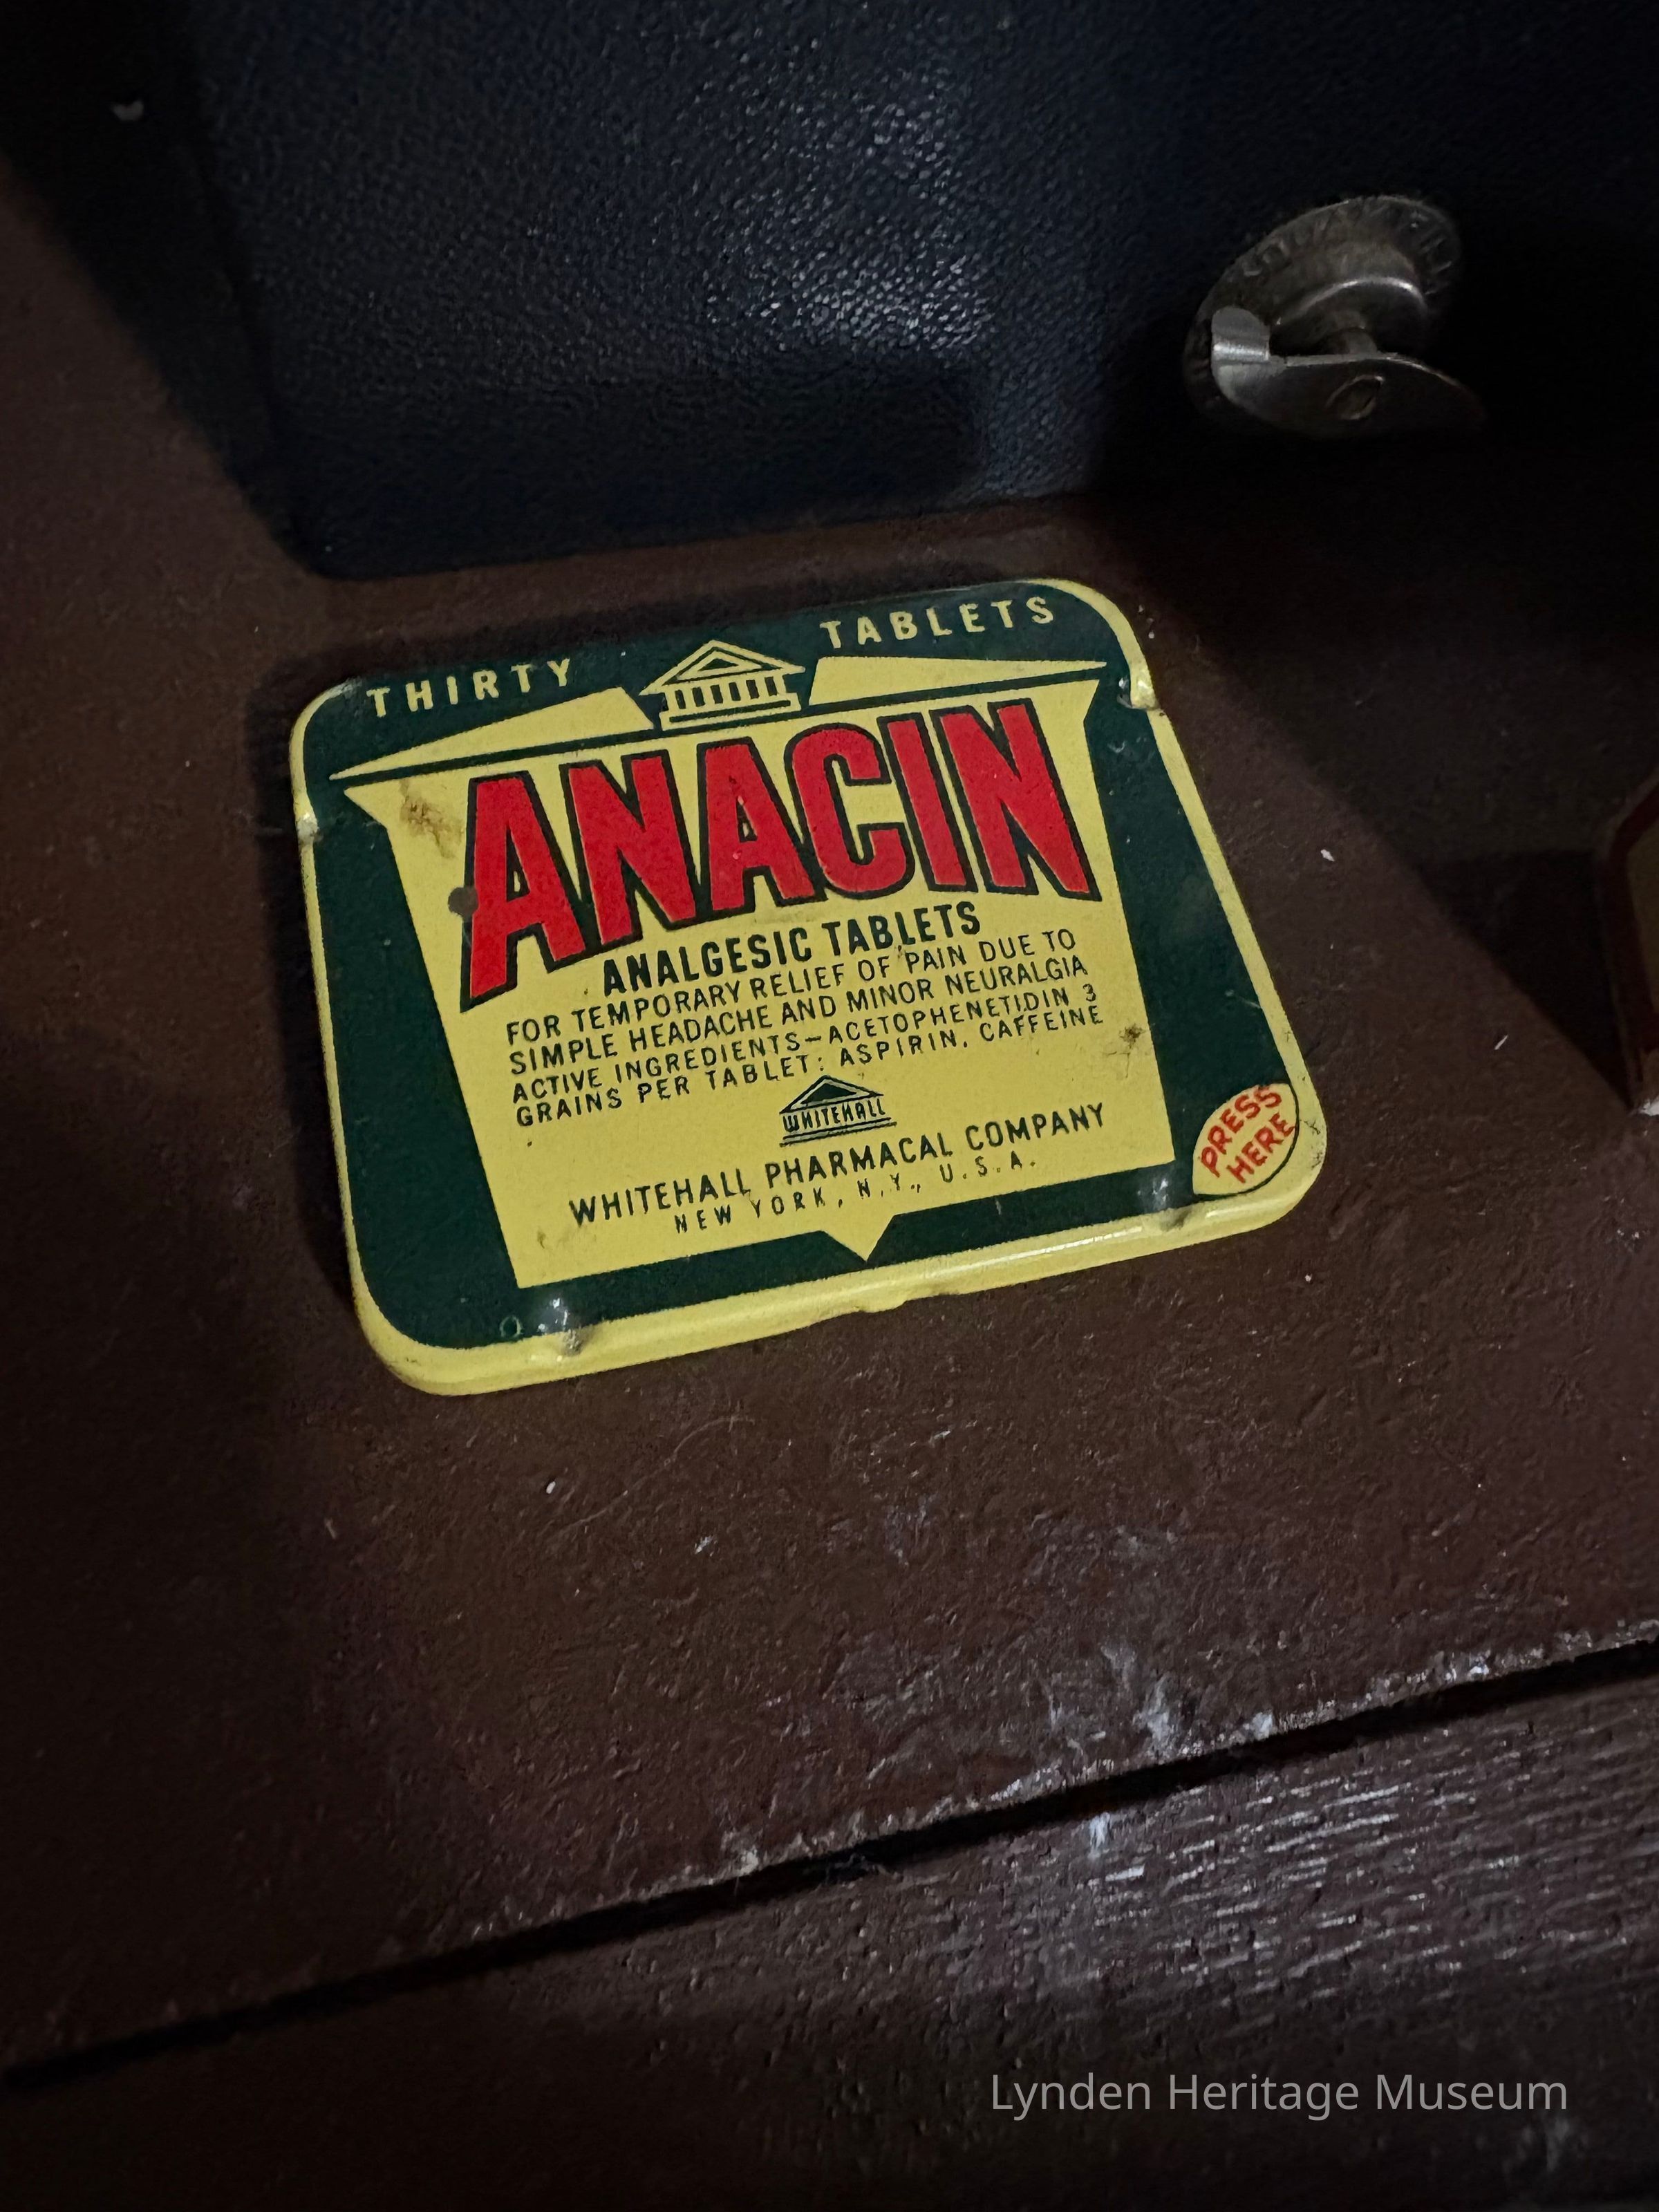 THIRTY TABLETS
ANACIN
ANALGESIC TABLETS
FOR TEMPORARY RELIEF OF PAIN DUE TO
SIMPLE HEADACHE AND MINOR NEURALGIA
ACTIVE INGREDIENTS—ACETOPHENETIDIN 3
GRAINS PER TABLET: ASPIRIN, CAFFEINE
WHITEHALL
WHITEHALL PHARMACAL COMPANY
NEW YORK, N.Y., U.S.A.
PRESS
HERE
Lynden Heritage Museum